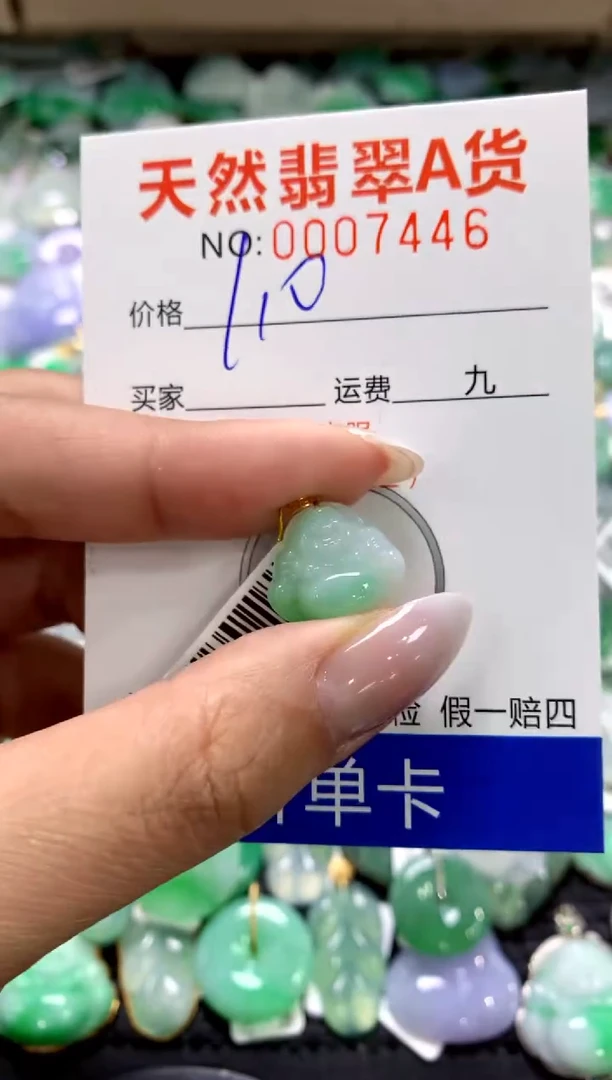 天然翡翠A货
NO:0007446
价格 110
买家 运费 九
检 假一赔四
单卡